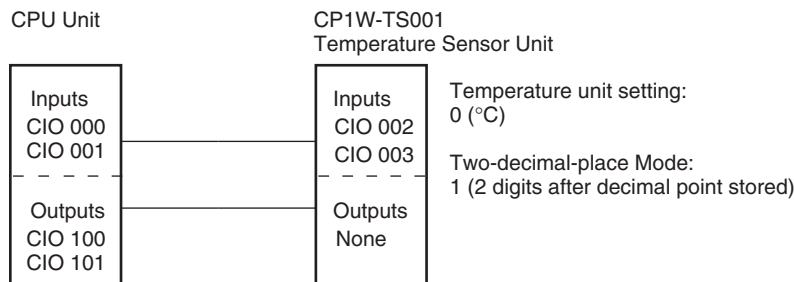 CPU Unit
CP1W-TS001
Temperature Sensor Unit
Inputs
CIO 000
CIO 001
Outputs
CIO 100
CIO 101
Inputs
CIO 002
CIO 003
Outputs
None
Temperature unit setting:
0 (°C)
Two-decimal-place Mode:
1 (2 digits after decimal point stored)